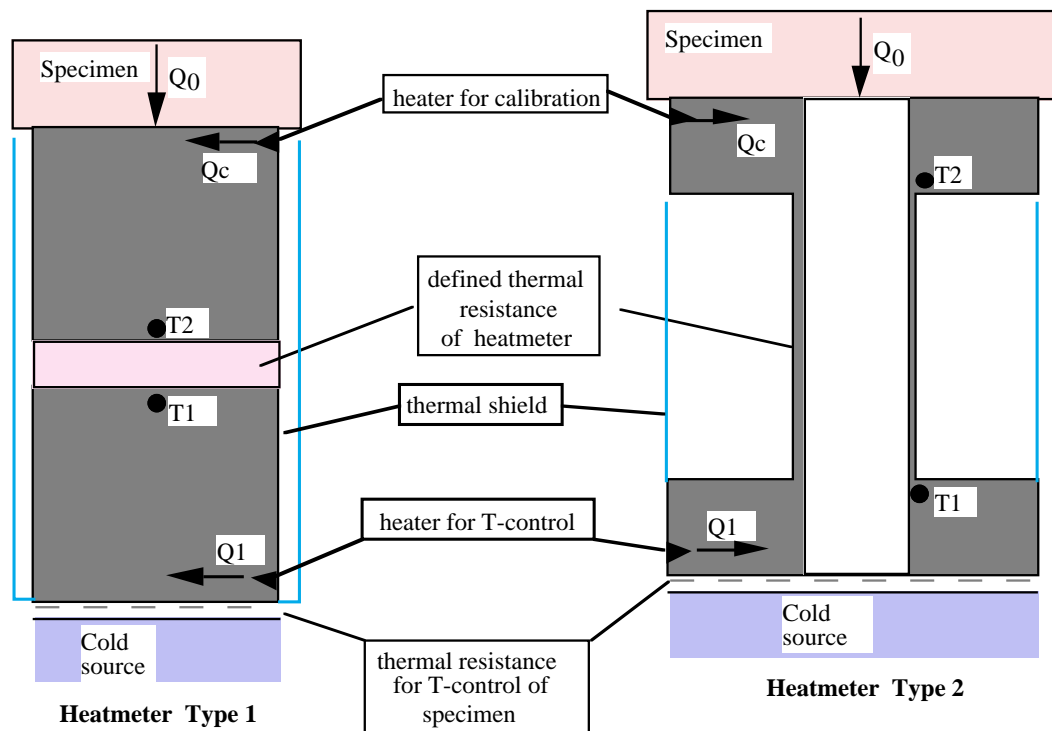 Specimen
Q0
heater for calibration
Qc
T2
defined thermal
resistance
of heatmeter
T1
thermal shield
heater for T-control
Q1
Cold
source
thermal resistance
for T-control of
specimen
Heatmeter Type 1
Specimen
Q0
Qc
T2
T1
Q1
Cold
source
Heatmeter Type 2